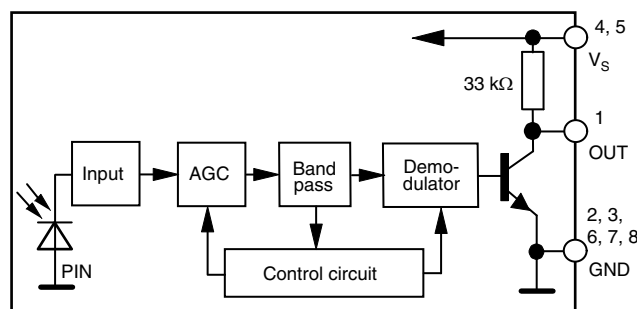 4, 5
V_S
33 kΩ
1
OUT
Input
AGC
Band
pass
Demo-
dulator
2, 3,
6, 7, 8
GND
PIN
Control circuit